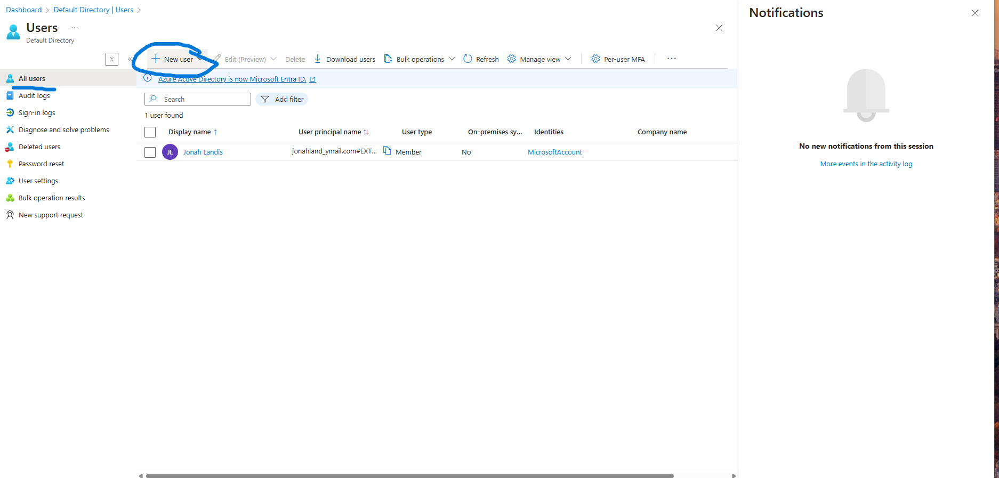 Dashboard > Default Directory | Users >
Users ...
Default Directory
+ New user
Edit (Preview)
Delete
Download users
Bulk operations
Refresh
Manage view
Per-user MFA
...
Azure Active Directory is now Microsoft Entra ID.
All users
Audit logs
Sign-in logs
Diagnose and solve problems
Deleted users
Password reset
User settings
Bulk operation results
New support request
Search
Add filter
1 user found
Display name ↑ User principal name ↑↓ User type On-premises sy... Identities Company name
JL Jonah Landis jonahland_ymail.com#EXT... Member No MicrosoftAccount
Notifications
No new notifications from this session
More events in the activity log